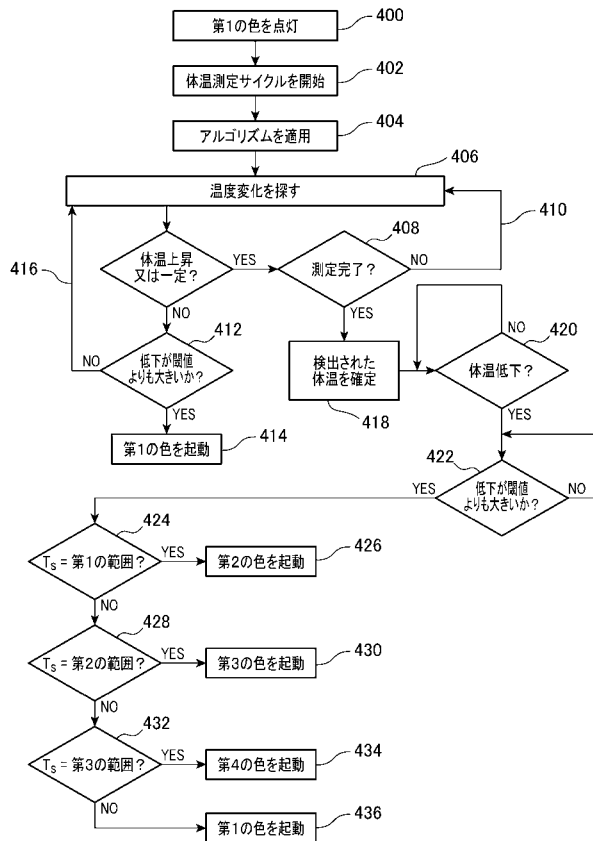 第1の色を点灯
400
体温測定サイクルを開始
402
アルゴリズムを適用
404
406
温度変化を探す
410
416
体温上昇
又は一定?
YES
NO
408
測定完了?
NO
YES
412
低下が閾値
よりも大きいか?
NO
YES
第1の色を起動
414
検出された
体温を確定
418
NO
420
体温低下?
YES
422
低下が閾値
よりも大きいか?
YES
NO
424
Ts = 第1の範囲?
YES
NO
第2の色を起動
426
428
Ts = 第2の範囲?
YES
NO
第3の色を起動
430
432
Ts = 第3の範囲?
YES
NO
第4の色を起動
434
第1の色を起動
436